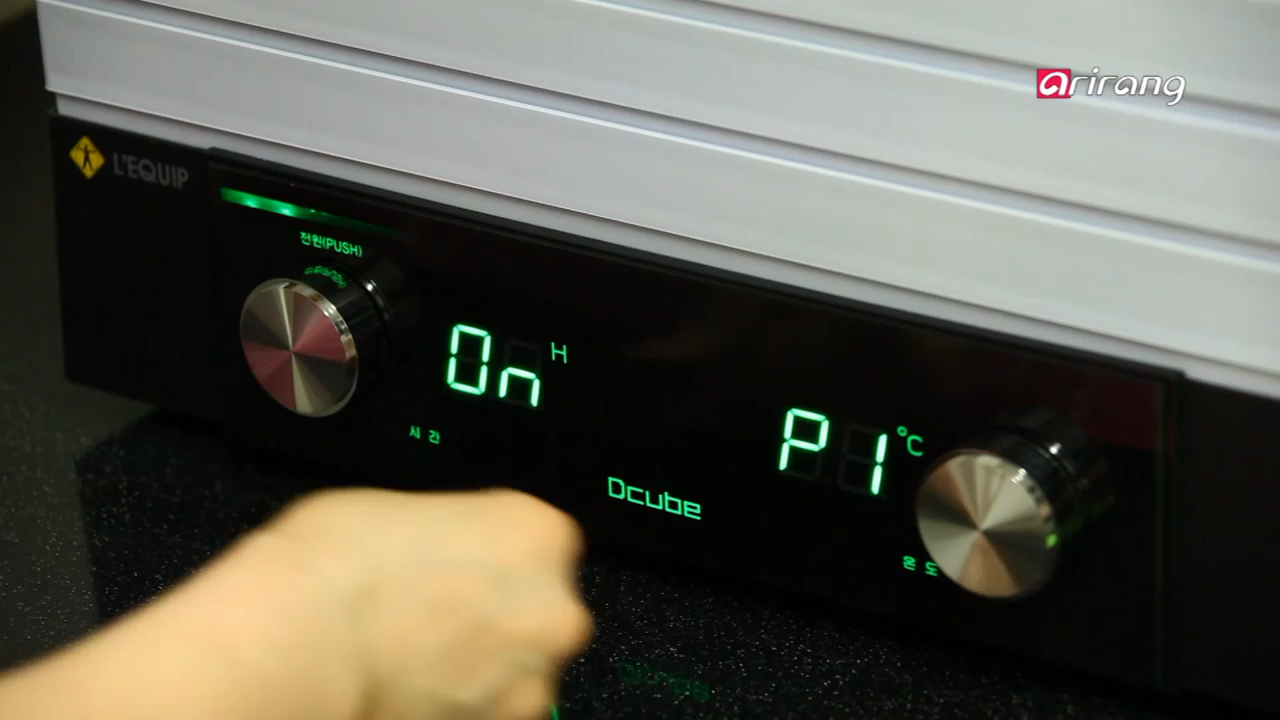 arirang
L'EQUIP
전원(PUSH)
0n H
시간
P1 °C
Dcube
온도